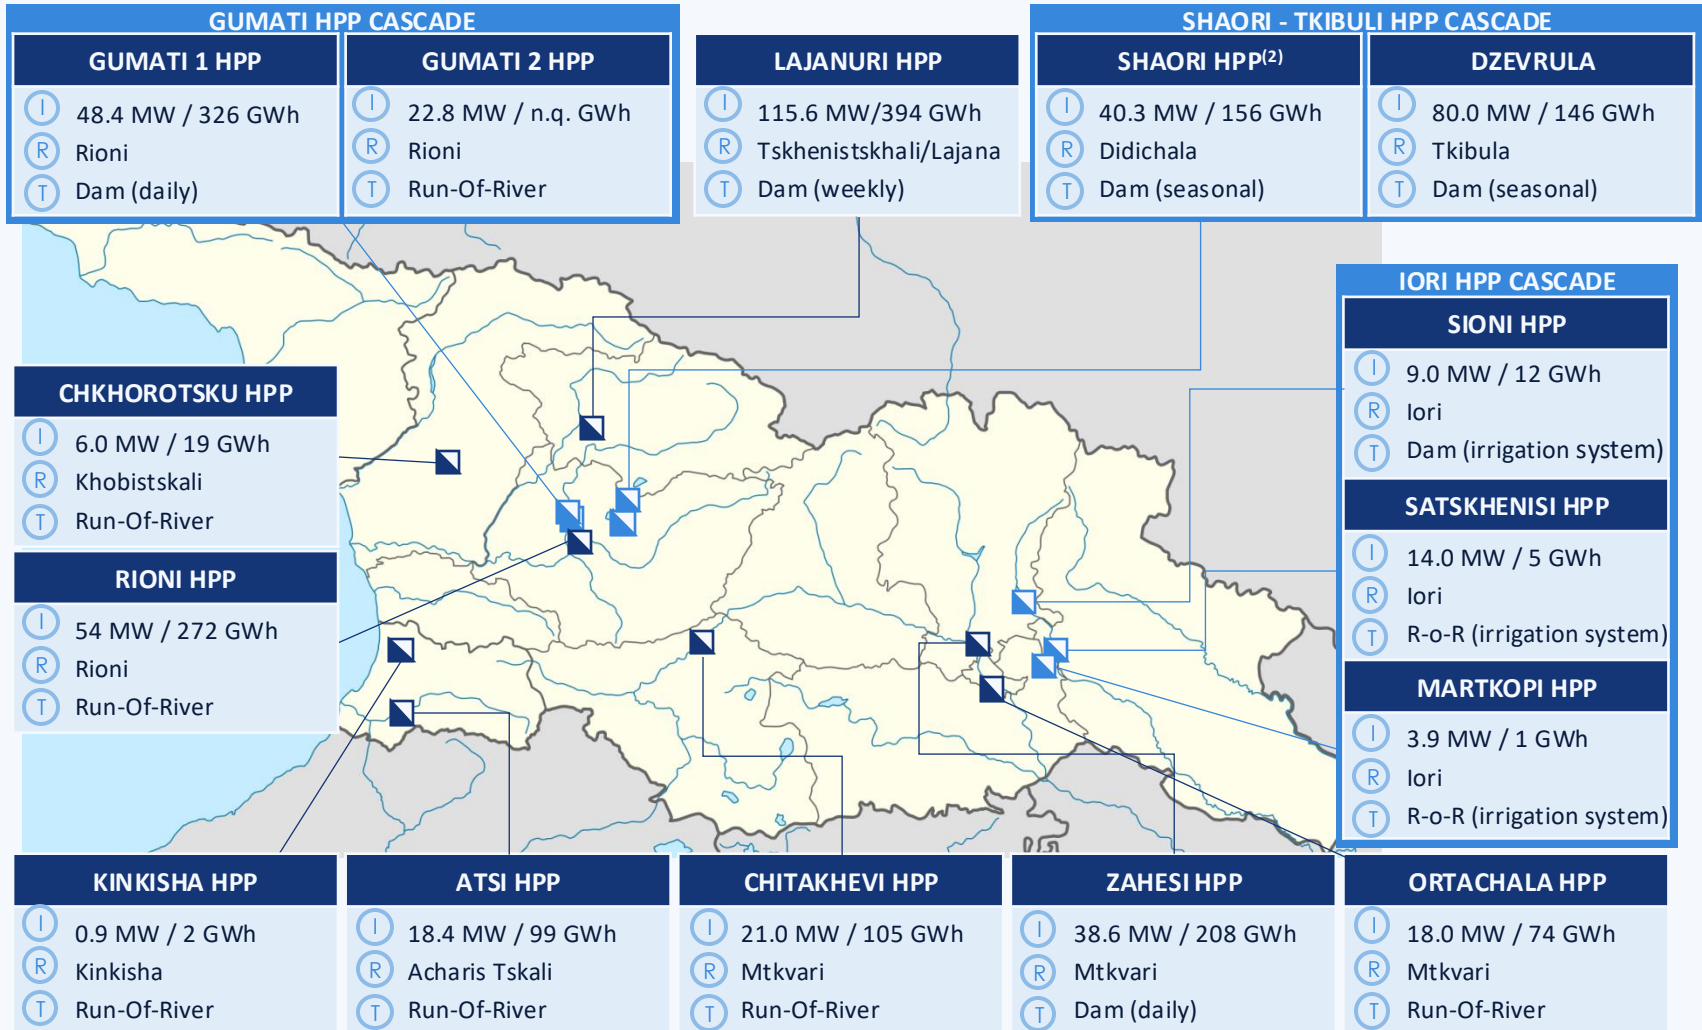 GUMATI HPP CASCADE
GUMATI 1 HPP
I 48.4 MW / 326 GWh
R Rioni
T Dam (daily)
GUMATI 2 HPP
I 22.8 MW / n.q. GWh
R Rioni
T Run-Of-River
LAJANURI HPP
I 115.6 MW/394 GWh
R Tskhenistskhali/Lajana
T Dam (weekly)
SHAORI - TKIBULI HPP CASCADE
SHAORI HPP(2)
I 40.3 MW / 156 GWh
R Didichala
T Dam (seasonal)
DZEVRULA
I 80.0 MW / 146 GWh
R Tkibula
T Dam (seasonal)
IORI HPP CASCADE
SIONI HPP
I 9.0 MW / 12 GWh
R Iori
T Dam (irrigation system)
SATSKHENISI HPP
I 14.0 MW / 5 GWh
R Iori
T R-o-R (irrigation system)
MARTKOPI HPP
I 3.9 MW / 1 GWh
R Iori
T R-o-R (irrigation system)
CHKHOROTSKU HPP
I 6.0 MW / 19 GWh
R Khobistskali
T Run-Of-River
RIONI HPP
I 54 MW / 272 GWh
R Rioni
T Run-Of-River
KINKISHA HPP
I 0.9 MW / 2 GWh
R Kinkisha
T Run-Of-River
ATSI HPP
I 18.4 MW / 99 GWh
R Acharis Tskali
T Run-Of-River
CHITAKHEVI HPP
I 21.0 MW / 105 GWh
R Mtkvari
T Run-Of-River
ZAHESI HPP
I 38.6 MW / 208 GWh
R Mtkvari
T Dam (daily)
ORTACHALA HPP
I 18.0 MW / 74 GWh
R Mtkvari
T Run-Of-River